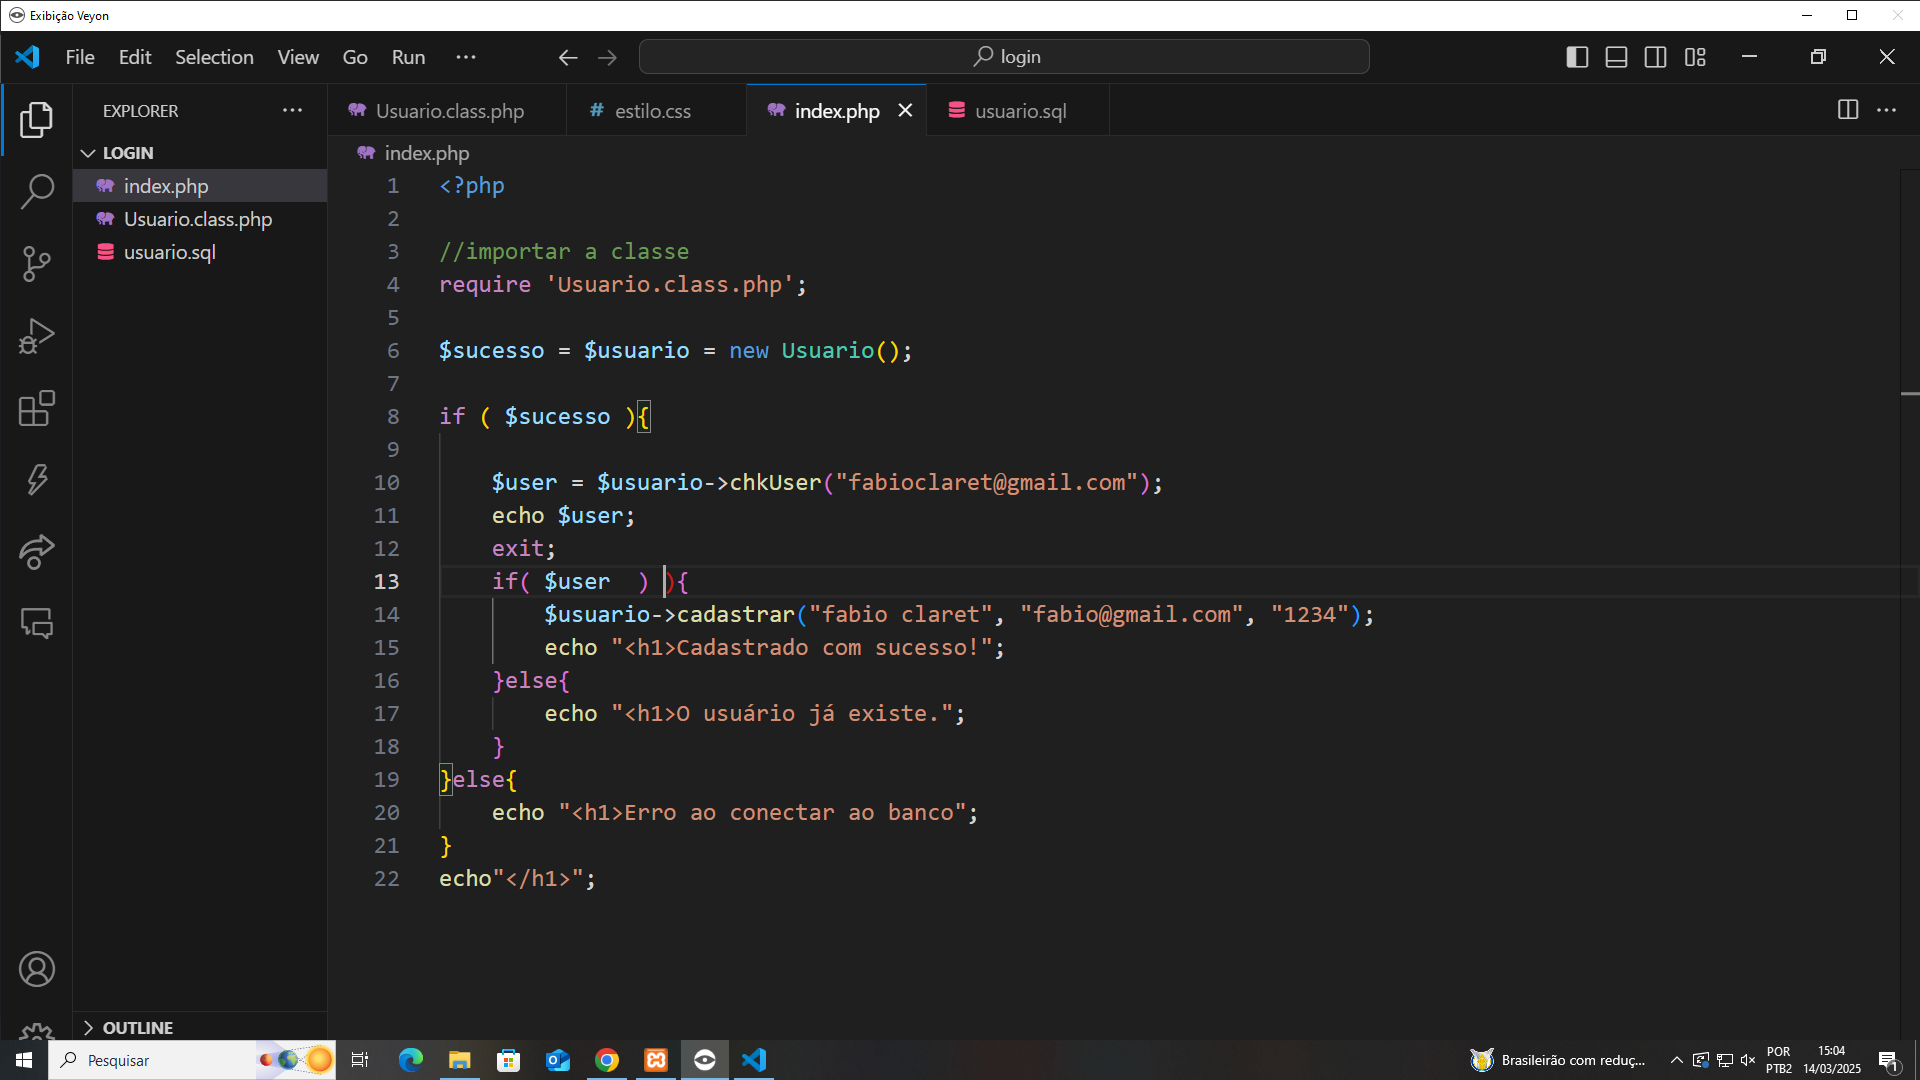 Exibição Veyon
File Edit Selection View Go Run ···
login
EXPLORER
Usuario.class.php
# estilo.css
index.php
usuario.sql
LOGIN
index.php
Usuario.class.php
usuario.sql
index.php
1 <?php
2
3 //importar a classe
4 require 'Usuario.class.php';
5
6 $sucesso = $usuario = new Usuario();
7
8 if ( $sucesso ){
9
10 $user = $usuario->chkUser("fabioclaret@gmail.com");
11 echo $user;
12 exit;
13 if( $user  ) ){
14 $usuario->cadastrar("fabio claret", "fabio@gmail.com", "1234");
15 echo "<h1>Cadastrado com sucesso!";
16 }else{
17 echo "<h1>O usuário já existe.";
18 }
19 }else{
20 echo "<h1>Erro ao conectar ao banco";
21 }
22 echo"</h1>";
OUTLINE
Pesquisar
Brasileirão com reduç...
POR
PTB2
15:04
14/03/2025
1